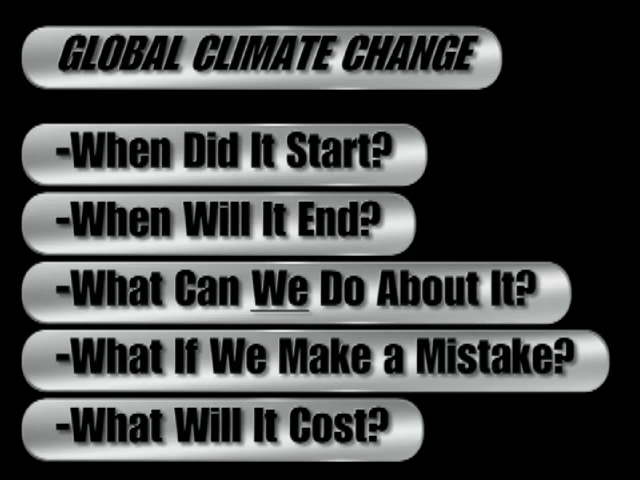 GLOBAL CLIMATE CHANGE
-When Did It Start?
-When Will It End?
-What Can We Do About It?
-What If We Make a Mistake?
-What Will It Cost?